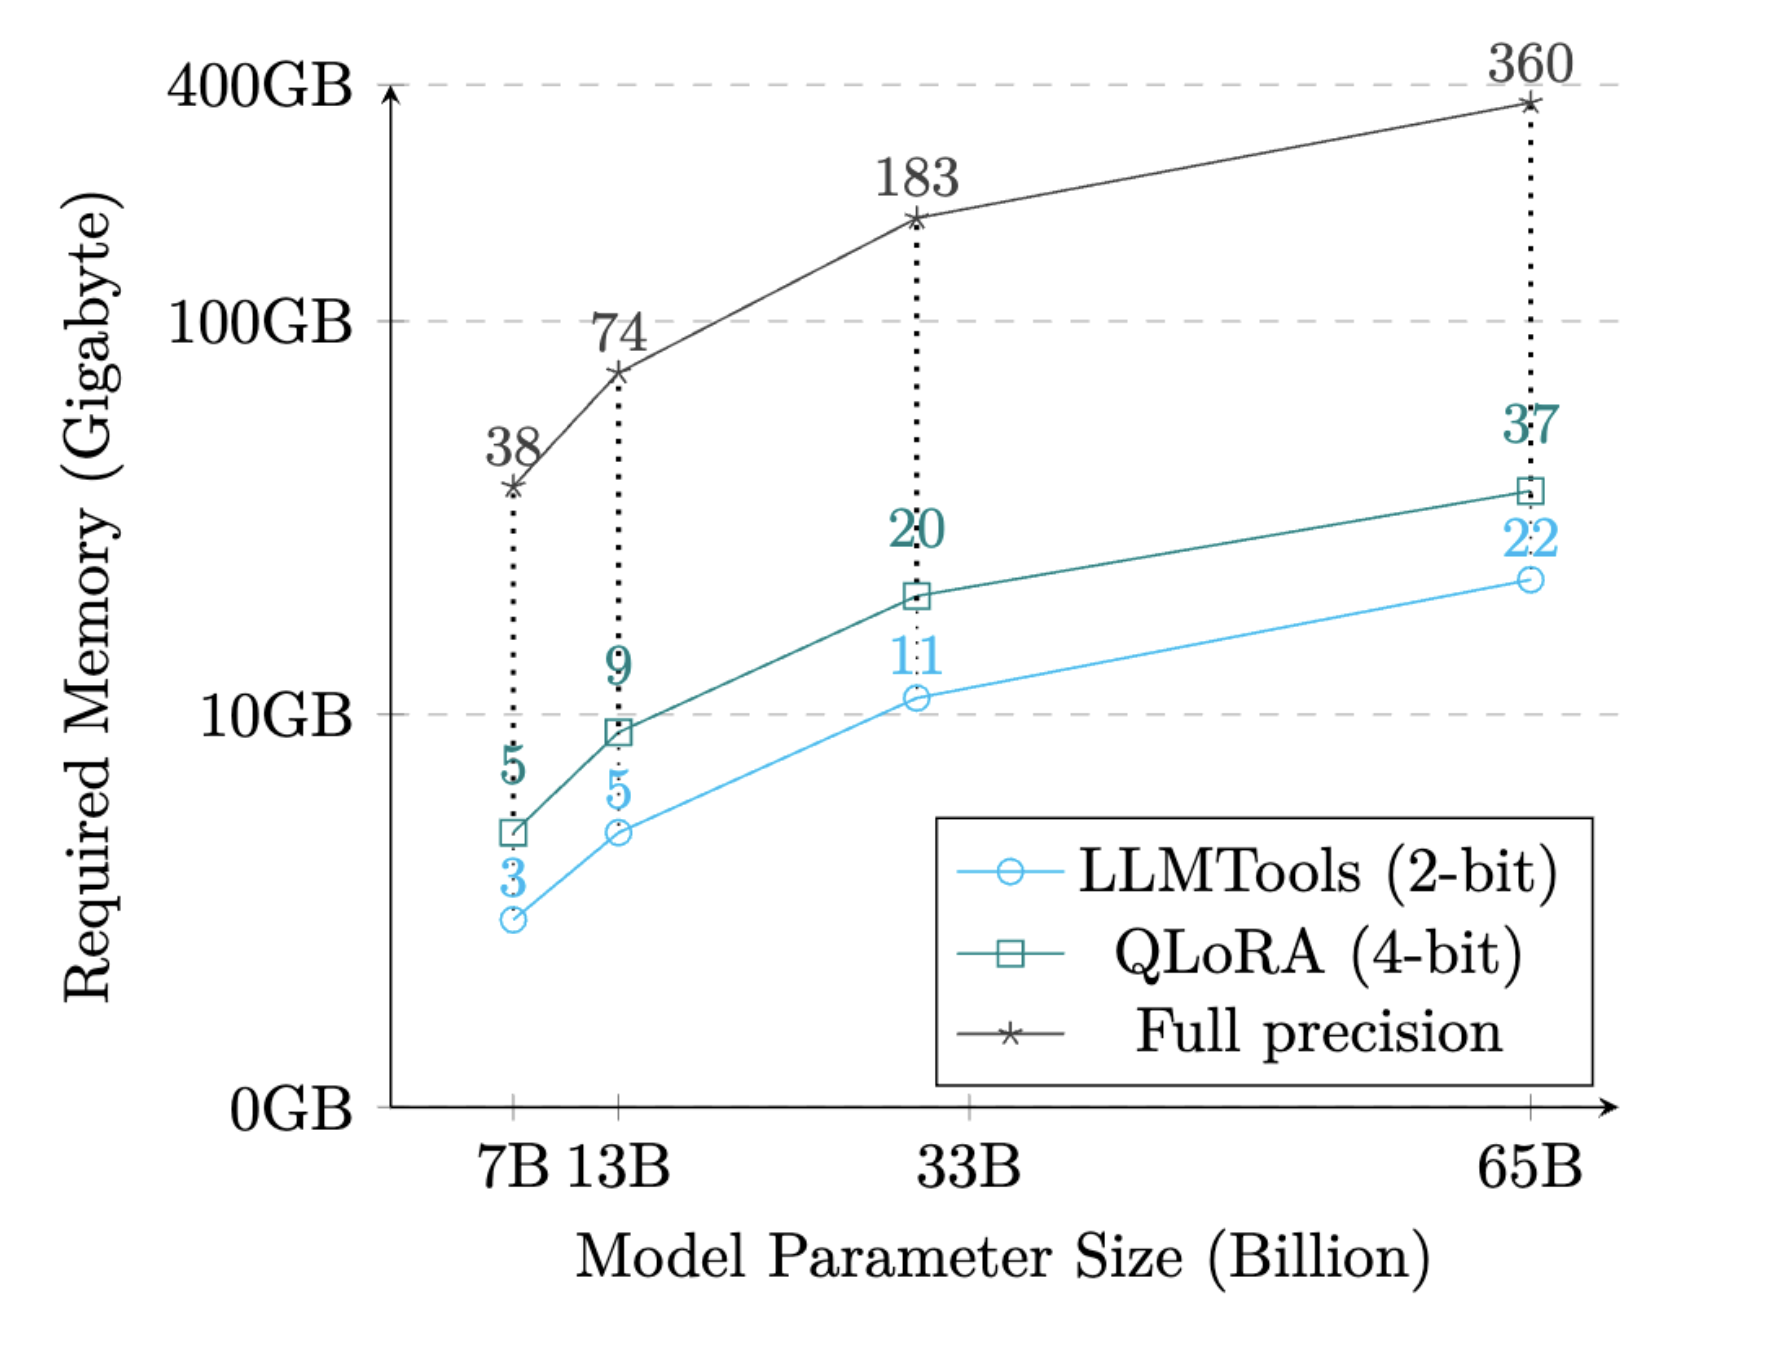 400GB
360
183
100GB
74
38
37
20
22
11
10GB
9
5
5
3
0GB
Required Memory (Gigabyte)
LLMTools (2-bit)
QLoRA (4-bit)
Full precision
7B 13B 33B 65B
Model Parameter Size (Billion)